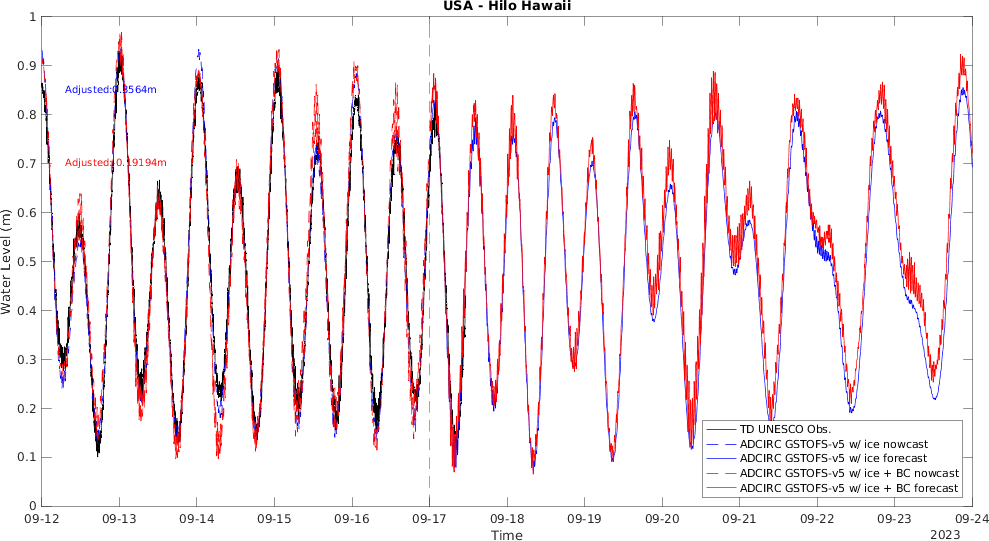 USA - Hilo Hawaii
Water Level (m)
1
0.9
0.8
0.7
0.6
0.5
0.4
0.3
0.2
0.1
0
Adjusted:0.3564m
Adjusted:-0.19194m
TD UNESCO Obs.
ADCIRC GSTOFS-v5 w/ ice nowcast
ADCIRC GSTOFS-v5 w/ ice forecast
ADCIRC GSTOFS-v5 w/ ice + BC nowcast
ADCIRC GSTOFS-v5 w/ ice + BC forecast
09-12 09-13 09-14 09-15 09-16 09-17 09-18 09-19 09-20 09-21 09-22 09-23 09-24
Time
2023